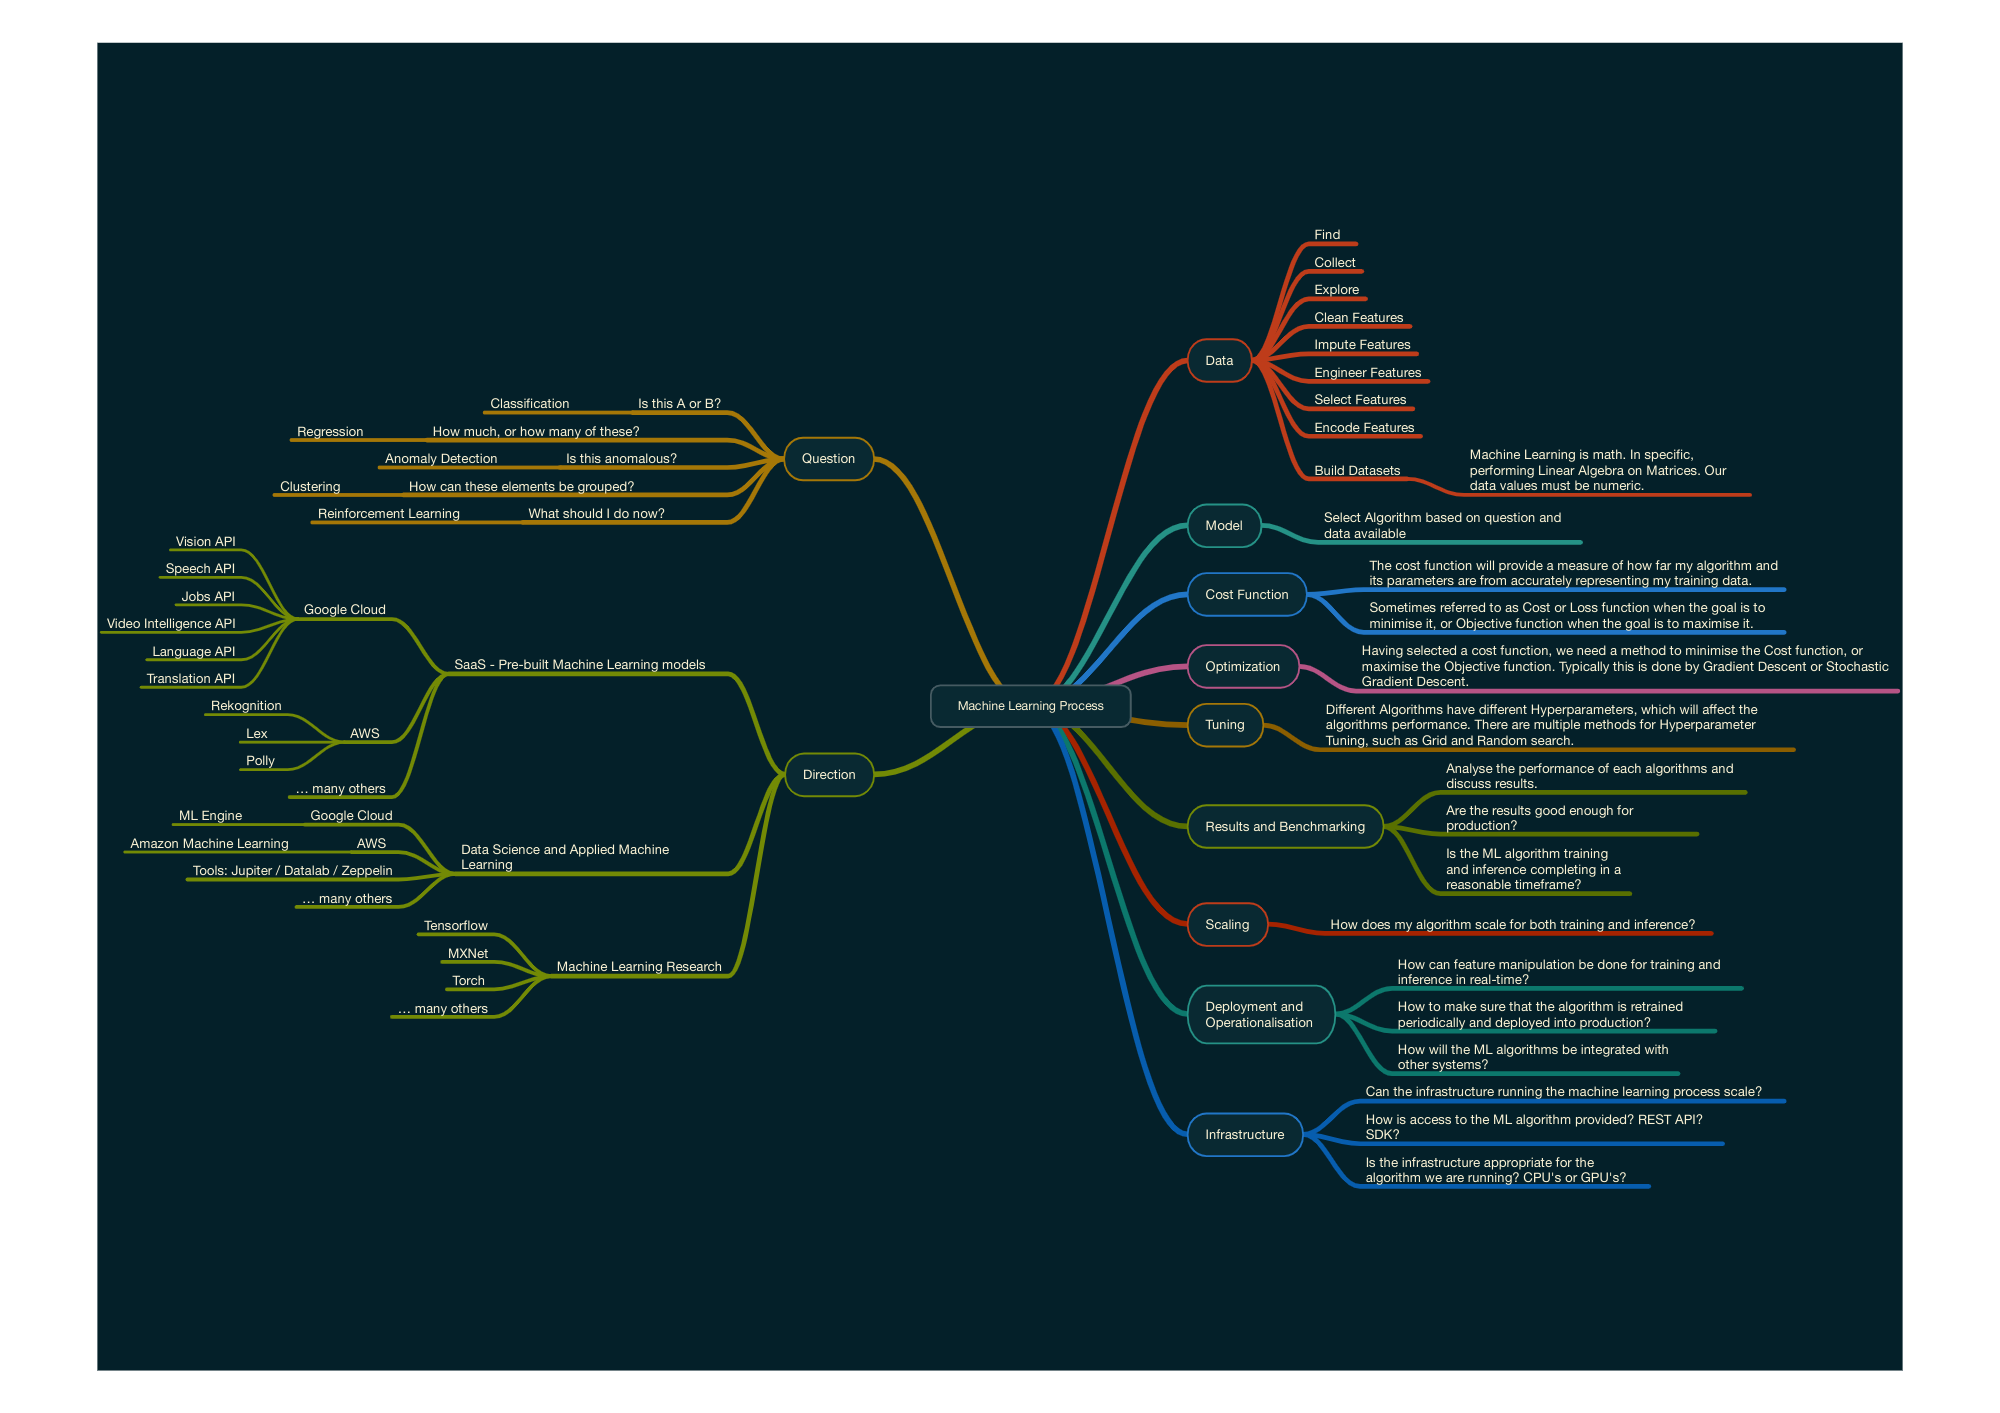 Machine Learning Process
Question
Is this A or B?
Classification
How much, or how many of these?
Regression
Is this anomalous?
Anomaly Detection
How can these elements be grouped?
Clustering
What should I do now?
Reinforcement Learning
Direction
SaaS - Pre-built Machine Learning models
Google Cloud
Vision API
Speech API
Jobs API
Video Intelligence API
Language API
Translation API
AWS
Rekognition
Lex
Polly
... many others
Data Science and Applied Machine
Learning
Google Cloud
ML Engine
AWS
Amazon Machine Learning
Tools: Jupiter / Datalab / Zeppelin
... many others
Machine Learning Research
Tensorflow
MXNet
Torch
... many others
Data
Find
Collect
Explore
Clean Features
Impute Features
Engineer Features
Select Features
Encode Features
Build Datasets
Machine Learning is math. In specific,
performing Linear Algebra on Matrices. Our
data values must be numeric.
Model
Select Algorithm based on question and
data available
Cost Function
The cost function will provide a measure of how far my algorithm and
its parameters are from accurately representing my training data.
Sometimes referred to as Cost or Loss function when the goal is to
minimise it, or Objective function when the goal is to maximise it.
Optimization
Having selected a cost function, we need a method to minimise the Cost function, or
maximise the Objective function. Typically this is done by Gradient Descent or Stochastic
Gradient Descent.
Tuning
Different Algorithms have different Hyperparameters, which will affect the
algorithms performance. There are multiple methods for Hyperparameter
Tuning, such as Grid and Random search.
Results and Benchmarking
Analyse the performance of each algorithms and
discuss results.
Are the results good enough for
production?
Is the ML algorithm training
and inference completing in a
reasonable timeframe?
Scaling
How does my algorithm scale for both training and inference?
Deployment and
Operationalisation
How can feature manipulation be done for training and
inference in real-time?
How to make sure that the algorithm is retrained
periodically and deployed into production?
How will the ML algorithms be integrated with
other systems?
Infrastructure
Can the infrastructure running the machine learning process scale?
How is access to the ML algorithm provided? REST API?
SDK?
Is the infrastructure appropriate for the
algorithm we are running? CPU's or GPU's?